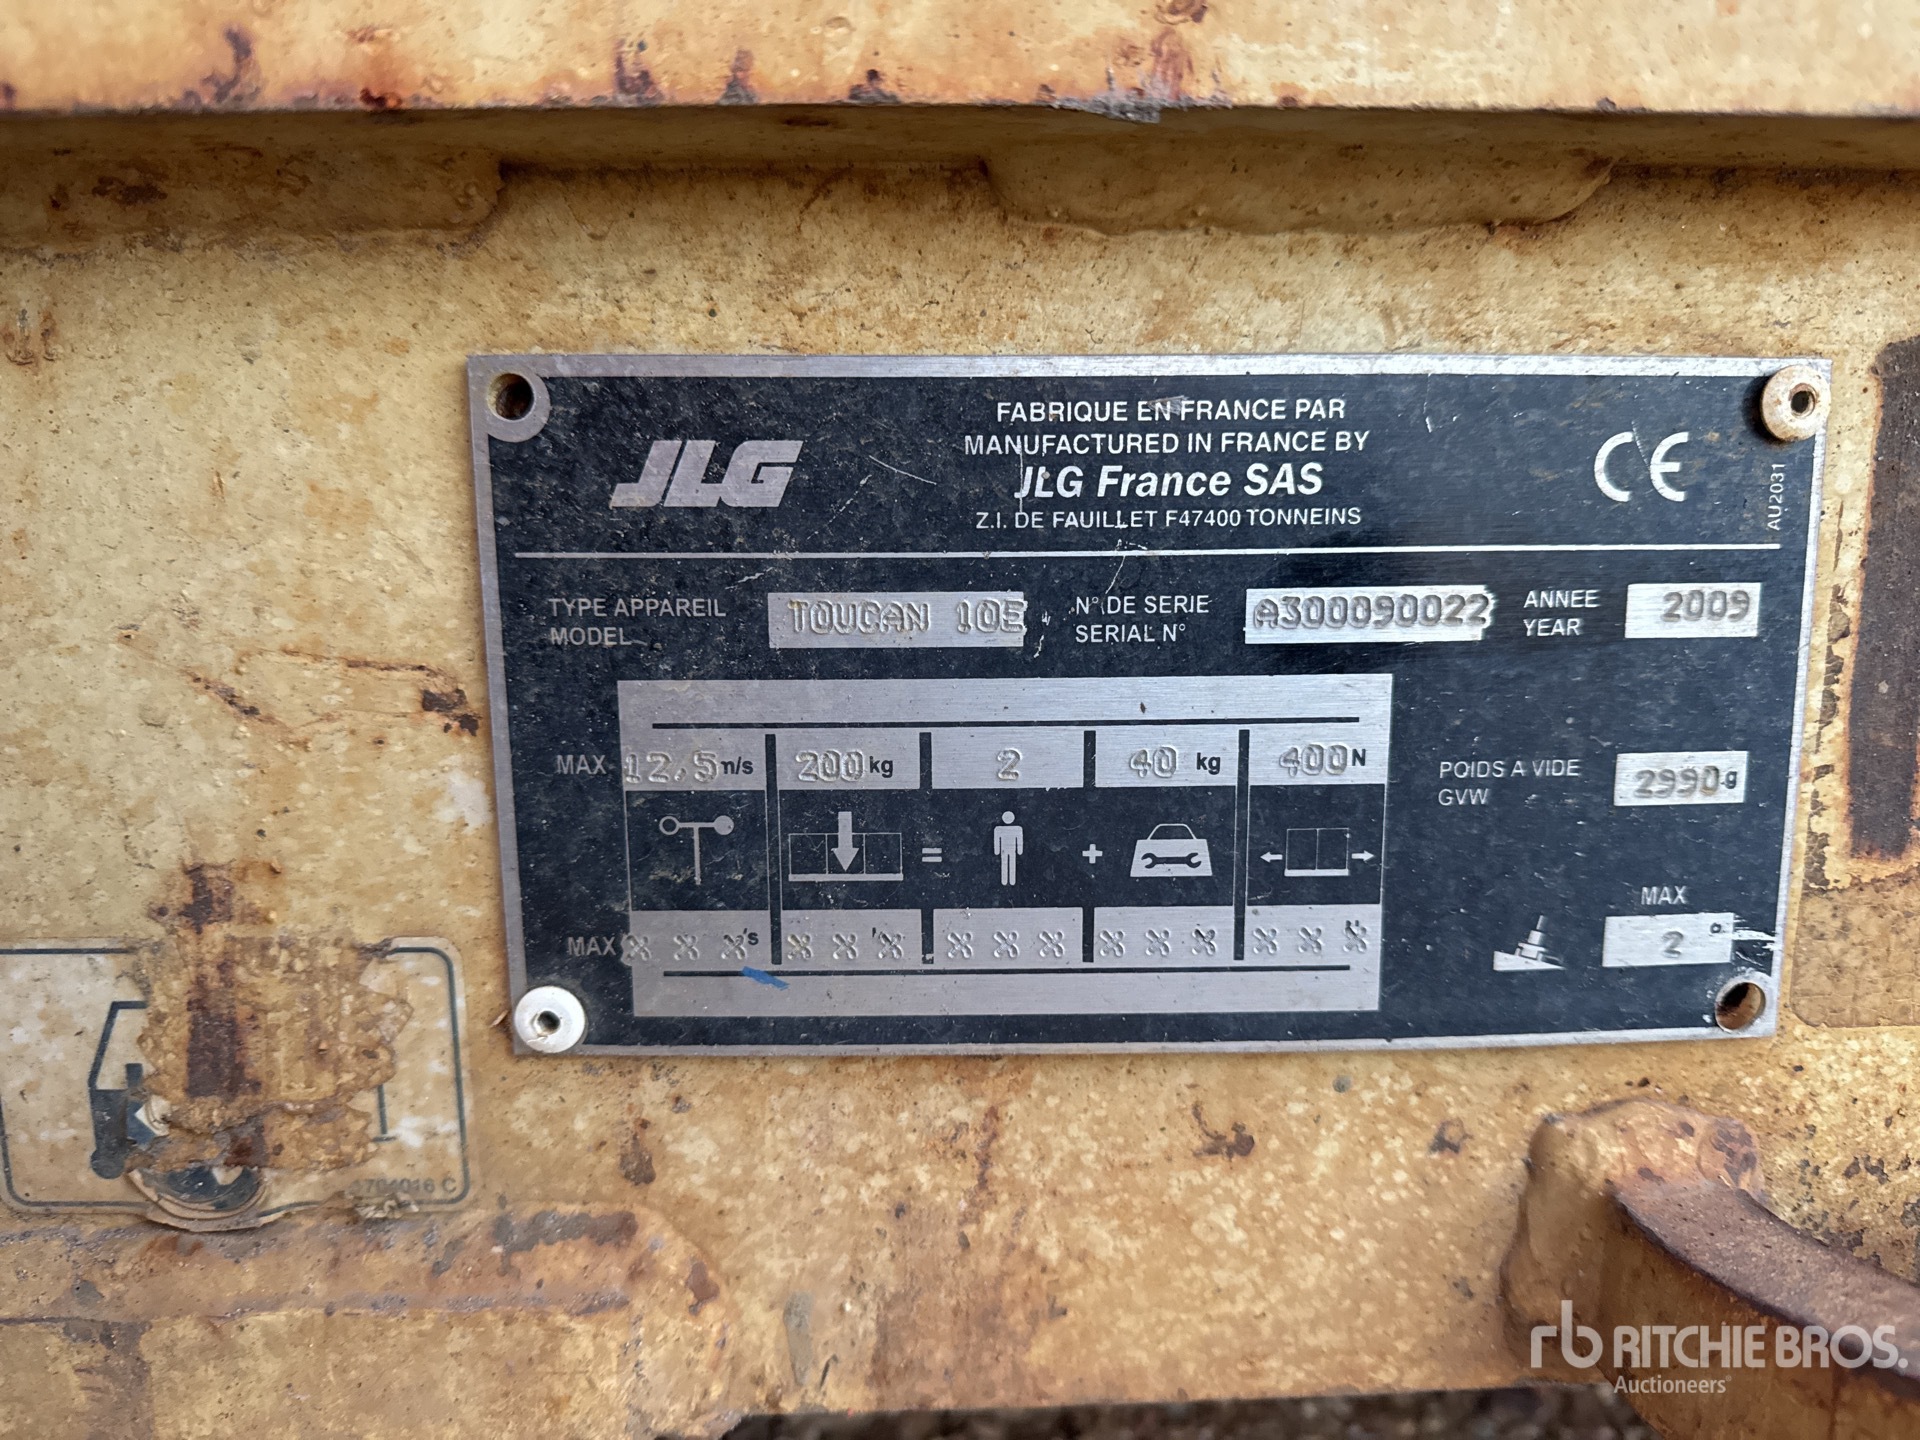 JLG
FABRIQUE EN FRANCE PAR
MANUFACTURED IN FRANCE BY
JLG France SAS
Z.I. DE FAUILLET F47400 TONNEINS
CE
AU2031
TYPE APPAREIL
MODEL
TOUCAN 10E
N° DE SERIE
SERIAL N°
A300090022
ANNEE
YEAR
2009
MAX 12.5 m/s 200 kg 2 40 kg 400 N
= +
POIDS A VIDE
GVW
2990
MAX
2 °
MAX X X X X X X X X X X X X X X X
rb RITCHIE BROS.
Auctioneers